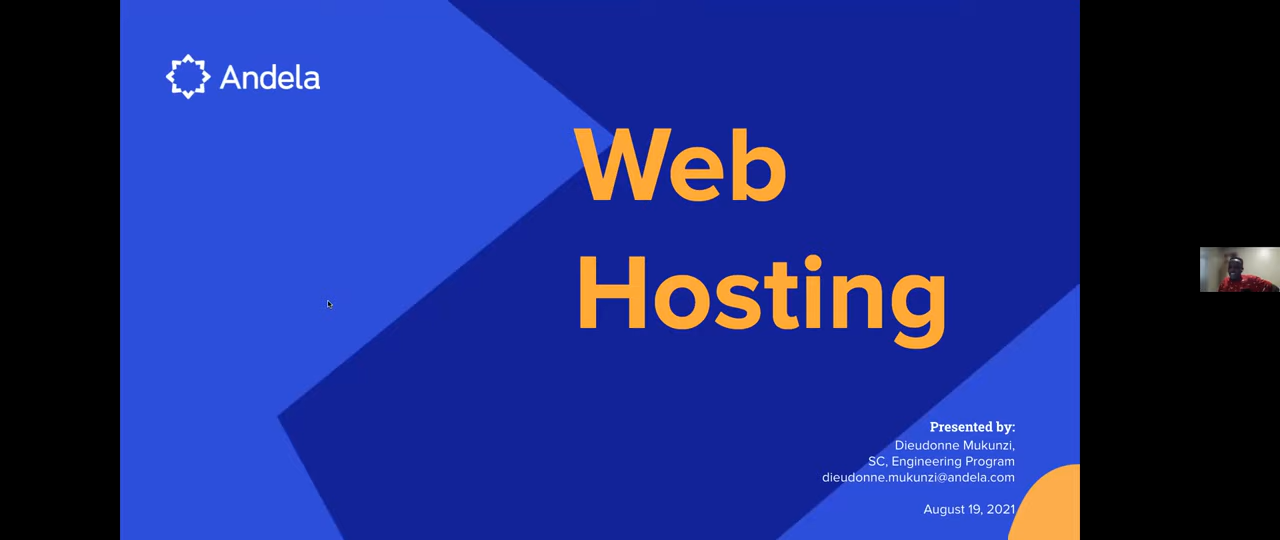 Andela
Web
Hosting
Presented by:
Dieudonne Mukunzi,
SC, Engineering Program
dieudonne.mukunzi@andela.com
August 19, 2021